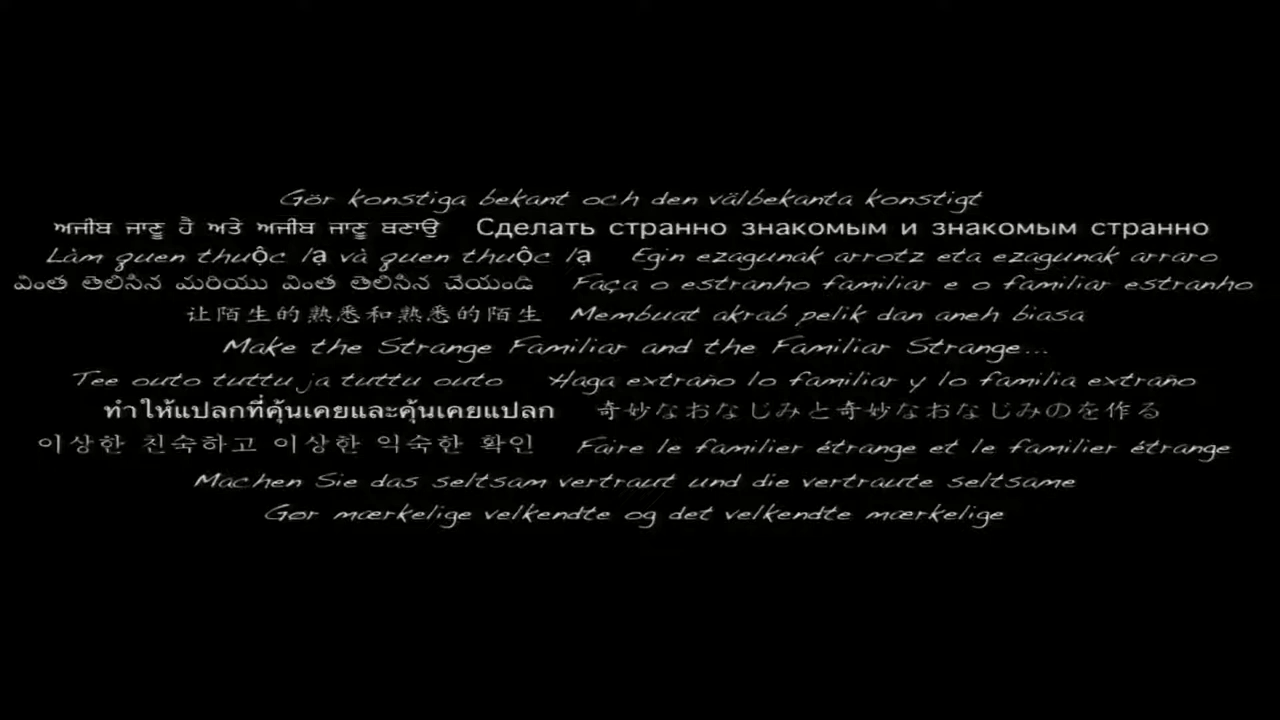 Gör konstiga bekant och den välbekanta konstigt
ਅਜੀਬ ਜਾਣੂ ਹੈ ਅਤੇ ਅਜੀਬ ਜਾਣੂ ਬਣਾਉ Сделать странно знакомым и знакомым странно
Làm quen thuộc lạ và quen thuộc lạ Egin ezagunak arrotz eta ezagunak arraro
వింత తెలిసిన మరియు వింత తెలిసిన చేయండి Faça o estranho familiar e o familiar estranho
让陌生的熟悉和熟悉的陌生 Membuat akrab pelik dan aneh biasa
Make the Strange Familiar and the Familiar Strange...
Tee outo tuttu ja tuttu outo Haga extraño lo familiar y lo familia extraño
ทำให้แปลกที่คุ้นเคยและคุ้นเคยแปลก 奇妙なおなじみと奇妙なおなじみのを作る
이상한 친숙하고 이상한 익숙한 확인 Faire le familier étrange et le familier étrange
Machen Sie das seltsam vertraut und die vertraute seltsame
Gør mærkelige velkendte og det velkendte mærkelige